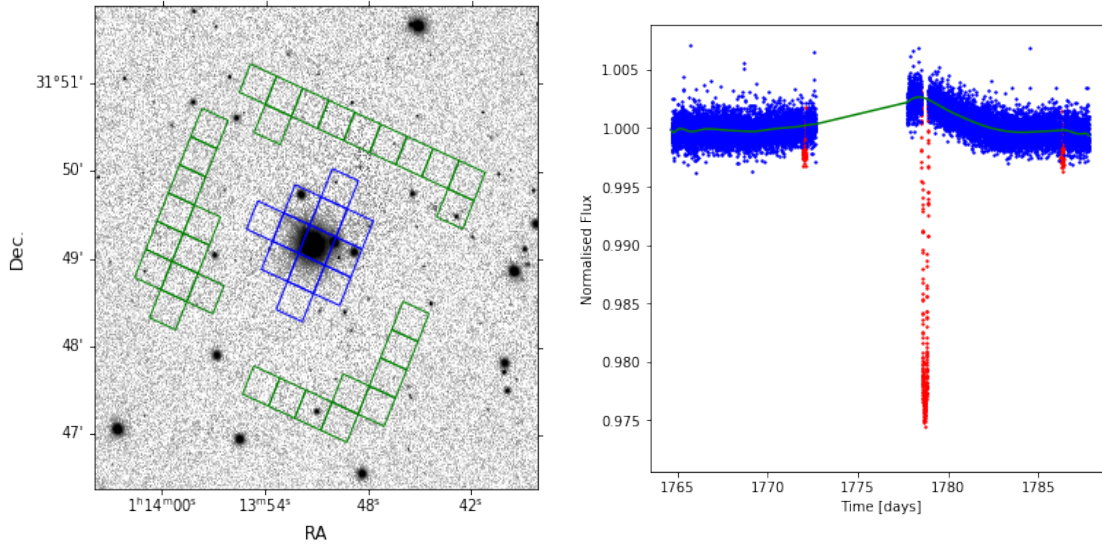 31°51'
50'
49'
48'
47'
Dec.
1ʰ14ᵐ00ˢ
13ᵐ54ˢ
48ˢ
42ˢ
RA
1.005
1.000
0.995
0.990
0.985
0.980
0.975
Normalised Flux
1765
1770
1775
1780
1785
Time [days]